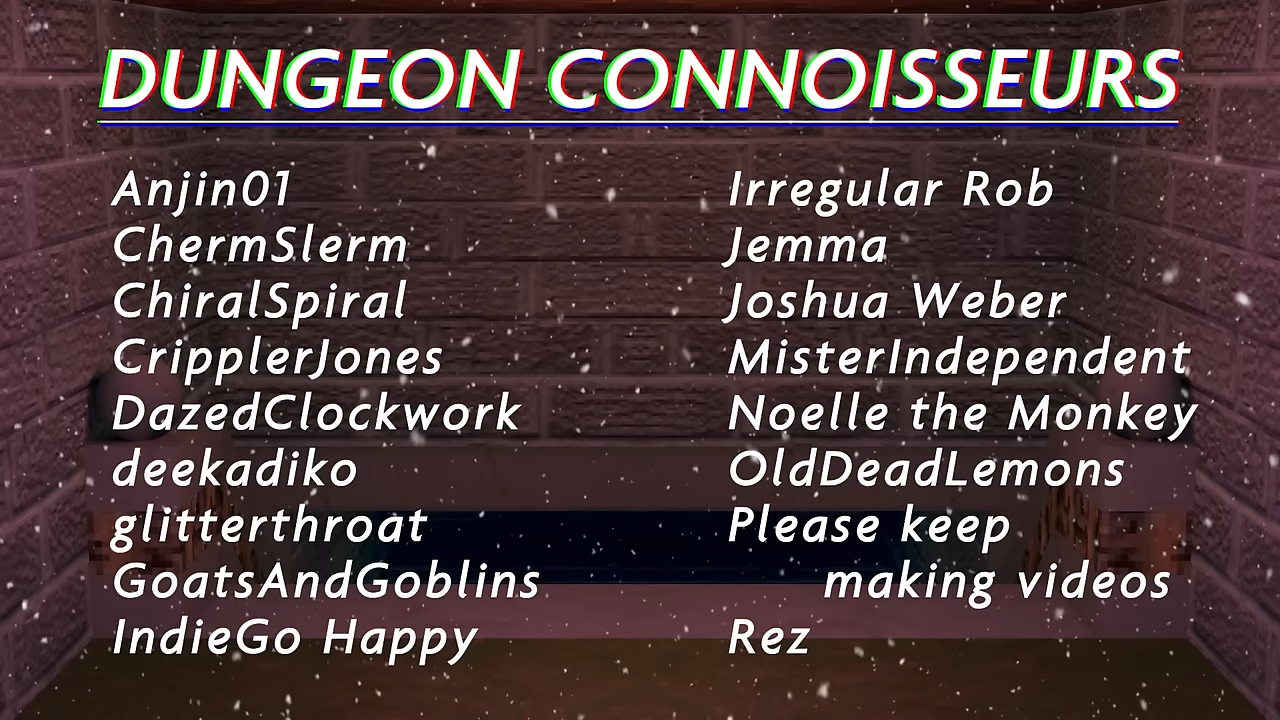 DUNGEON CONNOISSEURS
Anjin01
ChermSlerm
ChiralSpiral
CripplerJones
DazedClockwork
deekadiko
glitterthroat
GoatsAndGoblins
IndieGo Happy
Irregular Rob
Jemma
Joshua Weber
MisterIndependent
Noelle the Monkey
OldDeadLemons
Please keep
making videos
Rez